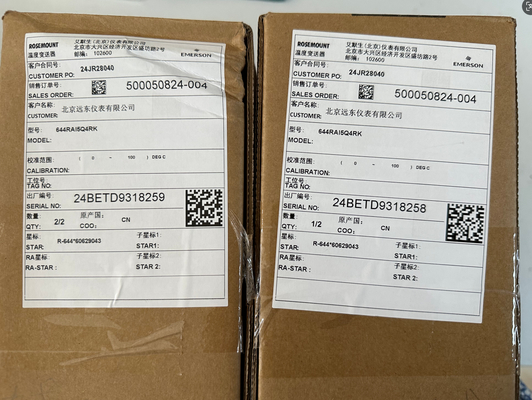 ROSEMOUNT
温度变送器
艾默生(北京)仪表有限公司
北京市大兴区经济开发区盛坊路2号
邮编: 102600
EMERSON
客户合同号:
CUSTOMER PO: 24JR28040
销售订单号:
SALES ORDER: 500050824-004
客户名称:
CUSTOMER: 北京远东仪表有限公司
型号: 644RAI5Q4RK
MODEL:
校准范围: ( 0 - 100 ) DEG C
CALIBRATION:
工位号:
TAG NO:
出厂编号:
SERIAL NO: 24BETD9318259
数量: 原产国:
QTY: 2/2 COO: CN
星标: 子星标1:
STAR: R-644*60629043 STAR1:
RA星标: 子星标2:
RA-STAR : STAR 2:
ROSEMOUNT
温度变送器
艾默生(北京)仪表有限公司
北京市大兴区经济开发区盛坊路2号
邮编: 102600
EMERSON
客户合同号:
CUSTOMER PO: 24JR28040
销售订单号:
SALES ORDER: 500050824-004
客户名称:
CUSTOMER: 北京远东仪表有限公司
型号: 644RAI5Q4RK
MODEL:
校准范围: ( 0 - 100 ) DEG C
CALIBRATION:
工位号:
TAG NO:
出厂编号:
SERIAL NO: 24BETD9318258
数量: 原产国:
QTY: 1/2 COO: CN
星标: 子星标1:
STAR: R-644*60629043 STAR1:
RA星标: 子星标2:
RA-STAR : STAR 2: